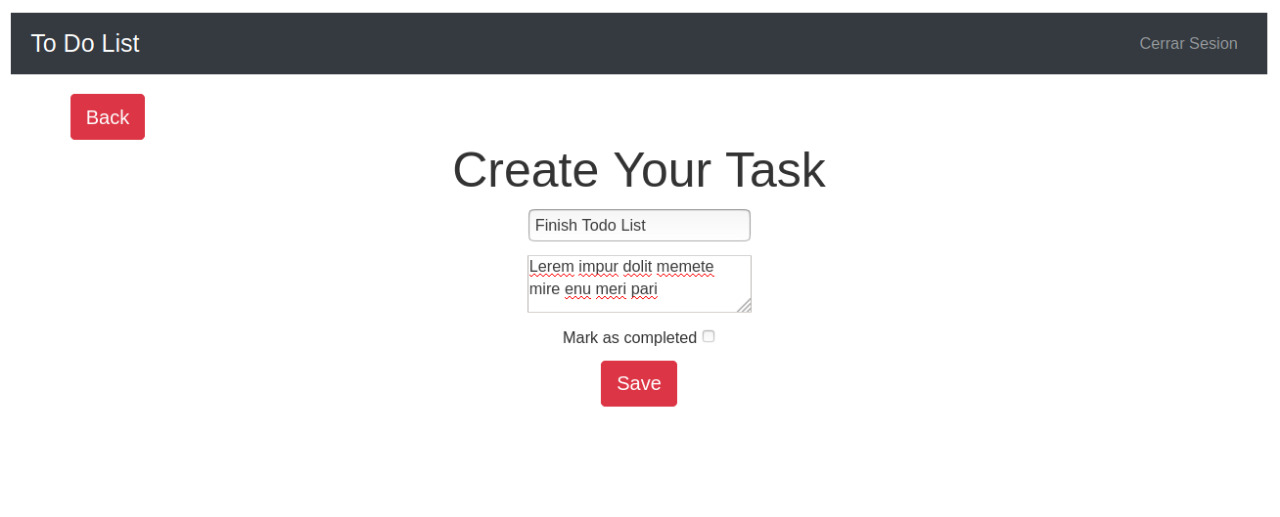 To Do List
Cerrar Sesion
Back
Create Your Task
Finish Todo List
Lerem impur dolit memete
mire enu meri pari
Mark as completed
Save